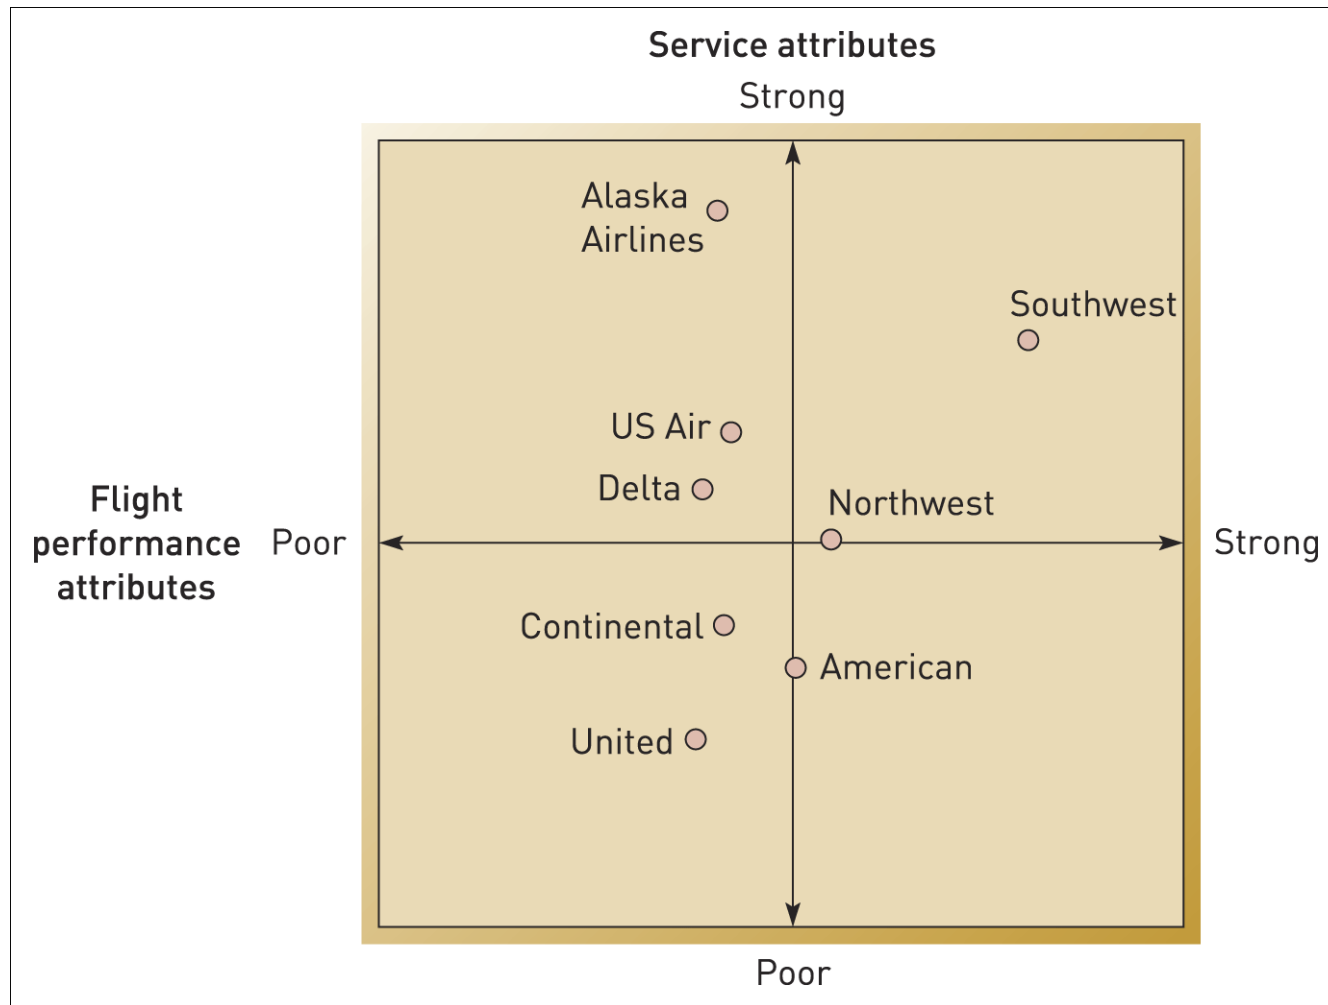 Service attributes
Strong
Alaska
Airlines
Southwest
US Air
Delta
Northwest
Flight
performance
attributes
Poor
Strong
Continental
American
United
Poor